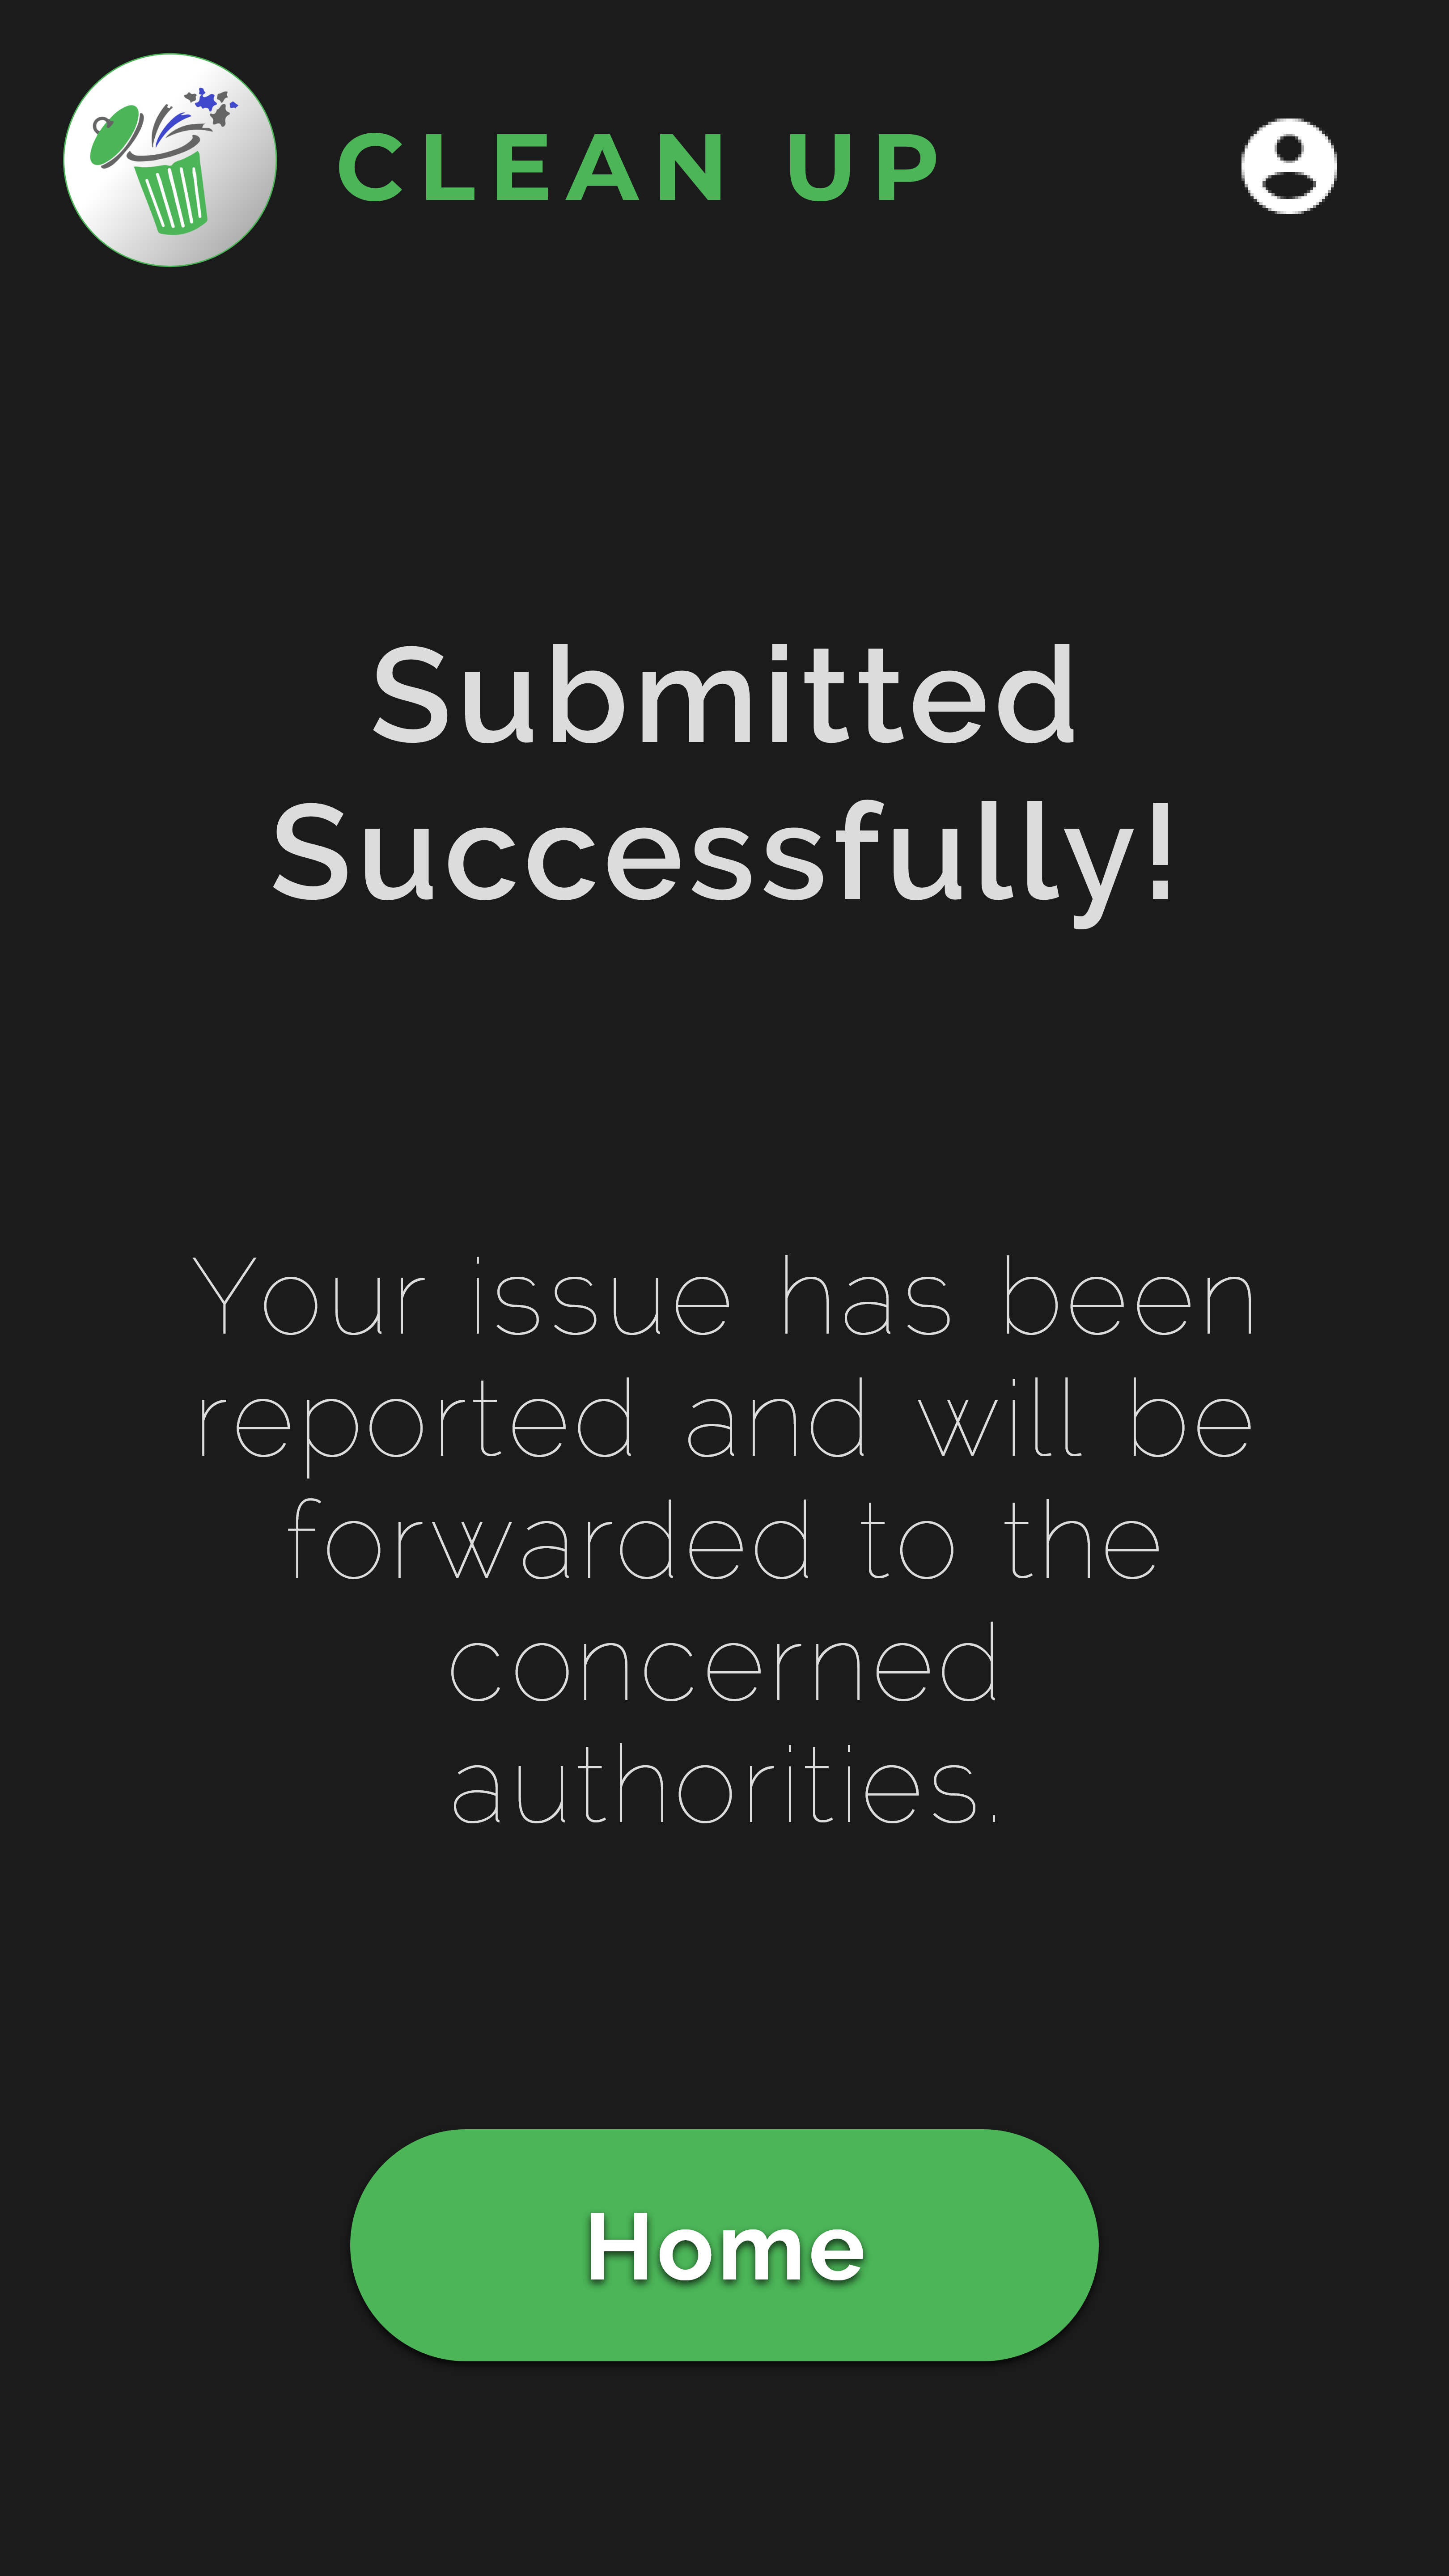 CLEAN UP
Submitted
Successfully!
Your issue has been
reported and will be
forwarded to the
concerned
authorities.
Home